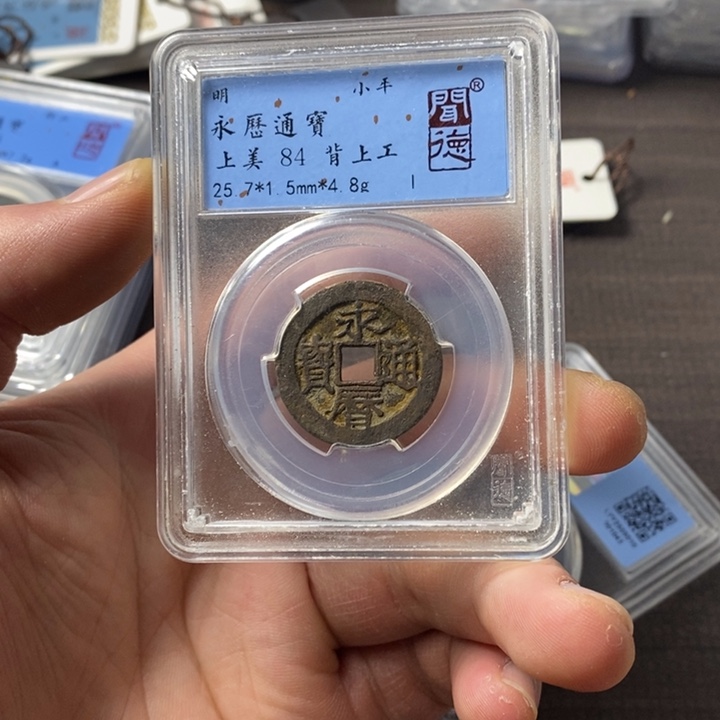 明 小平
永歷通寶
上美 84 背上工
25.7*1.5mm*4.8g
聞德®
永曆通寶